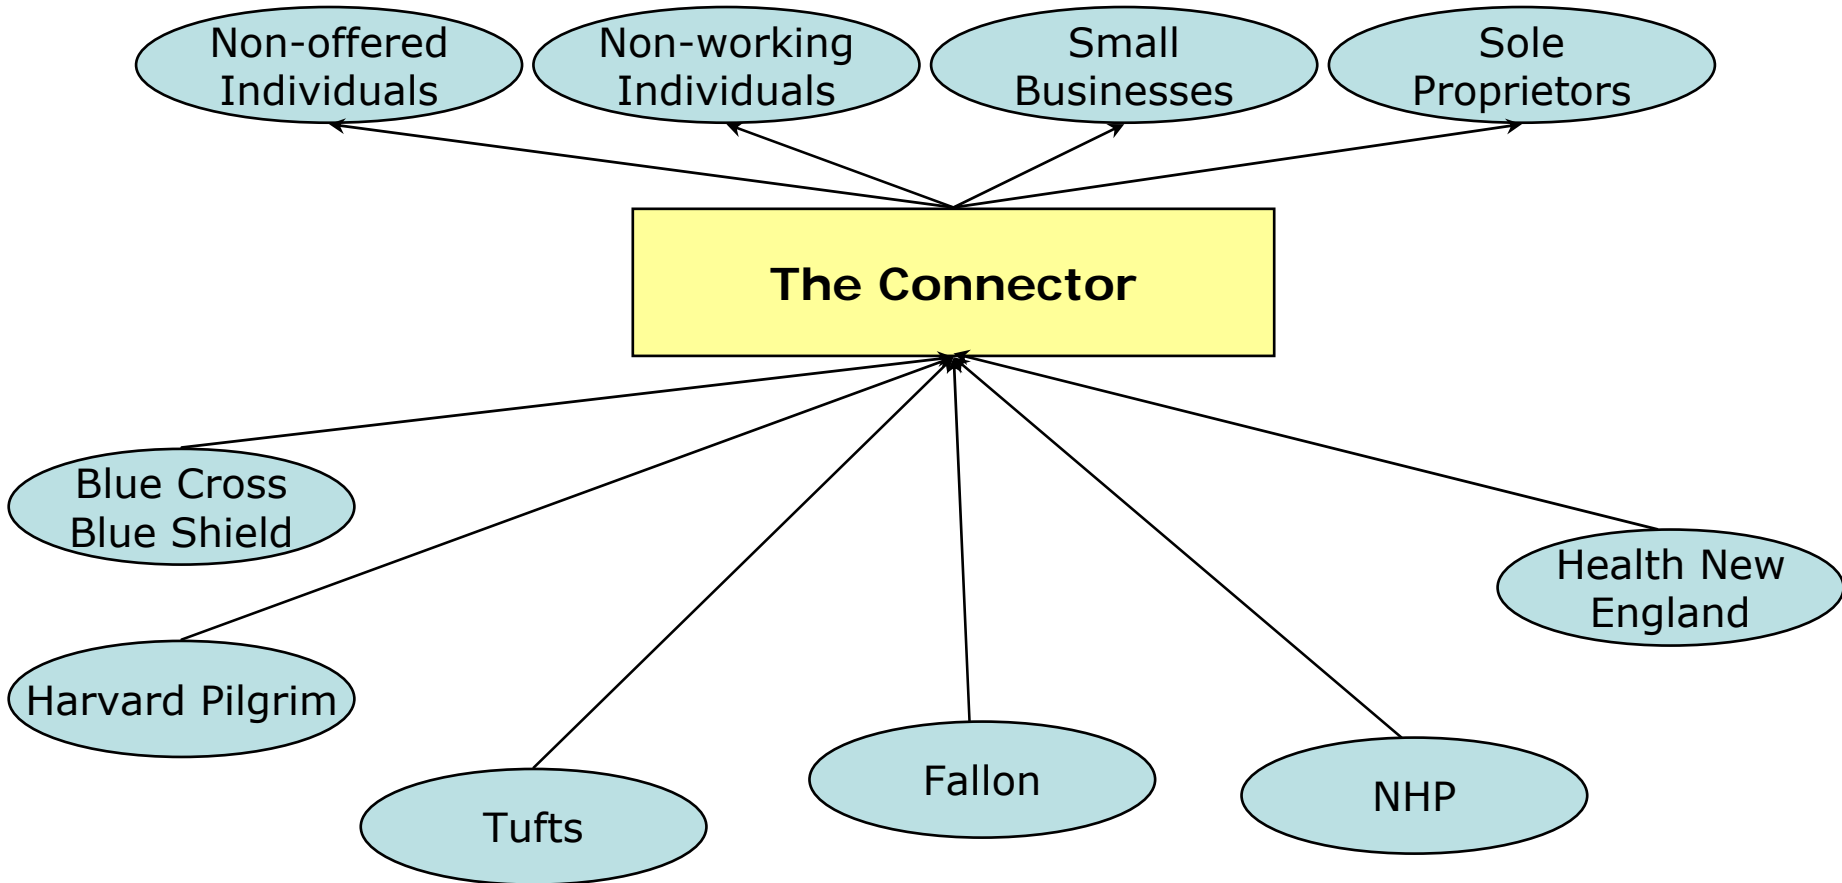 Non-offered
Individuals
Non-working
Individuals
Small
Businesses
Sole
Proprietors
The Connector
Blue Cross
Blue Shield
Health New
England
Harvard Pilgrim
Fallon
NHP
Tufts